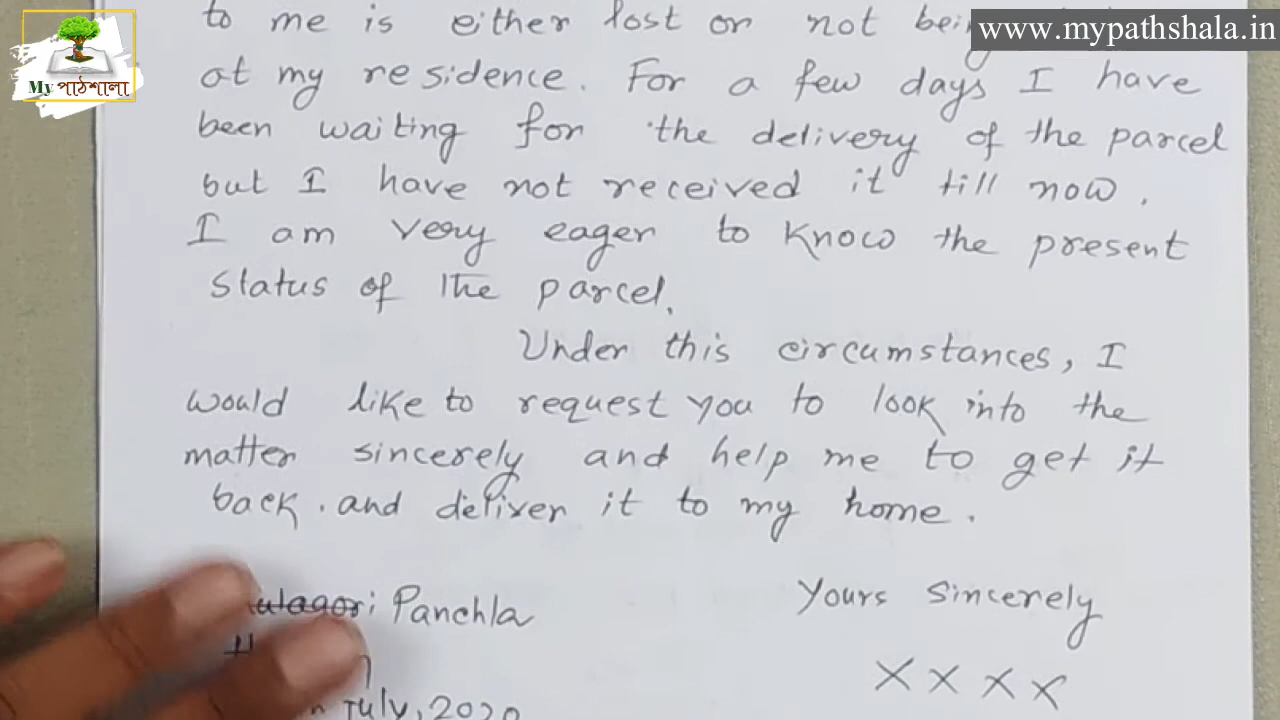 www.mypathshala.in
My পাঠশালা
to me is either lost or not
at my residence. For a few days I have
been waiting for the delivery of the parcel
but I have not received it till now.
I am very eager to know the present
status of the parcel.
Under this circumstances, I
would like to request you to look into the
matter sincerely and help me to get it
back. and deliver it to my home.
Panchla
Yours Sincerely
July, 2020
XXXX